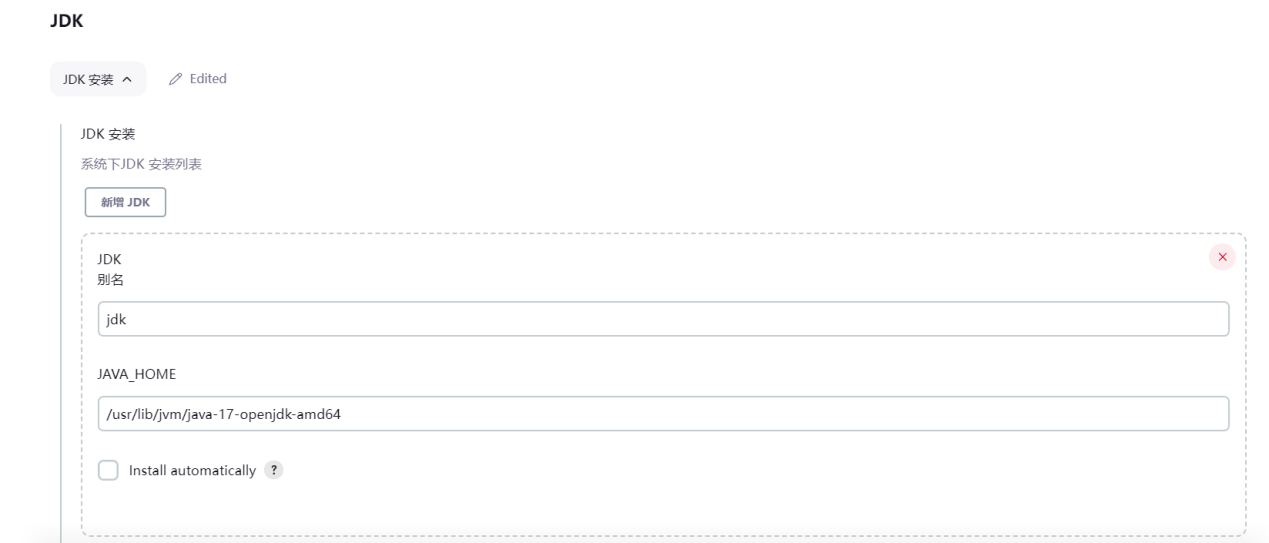 JDK
JDK 安装
Edited
JDK 安装
系统下JDK 安装列表
新增 JDK
JDK
别名
jdk
JAVA_HOME
/usr/lib/jvm/java-17-openjdk-amd64
Install automatically ?